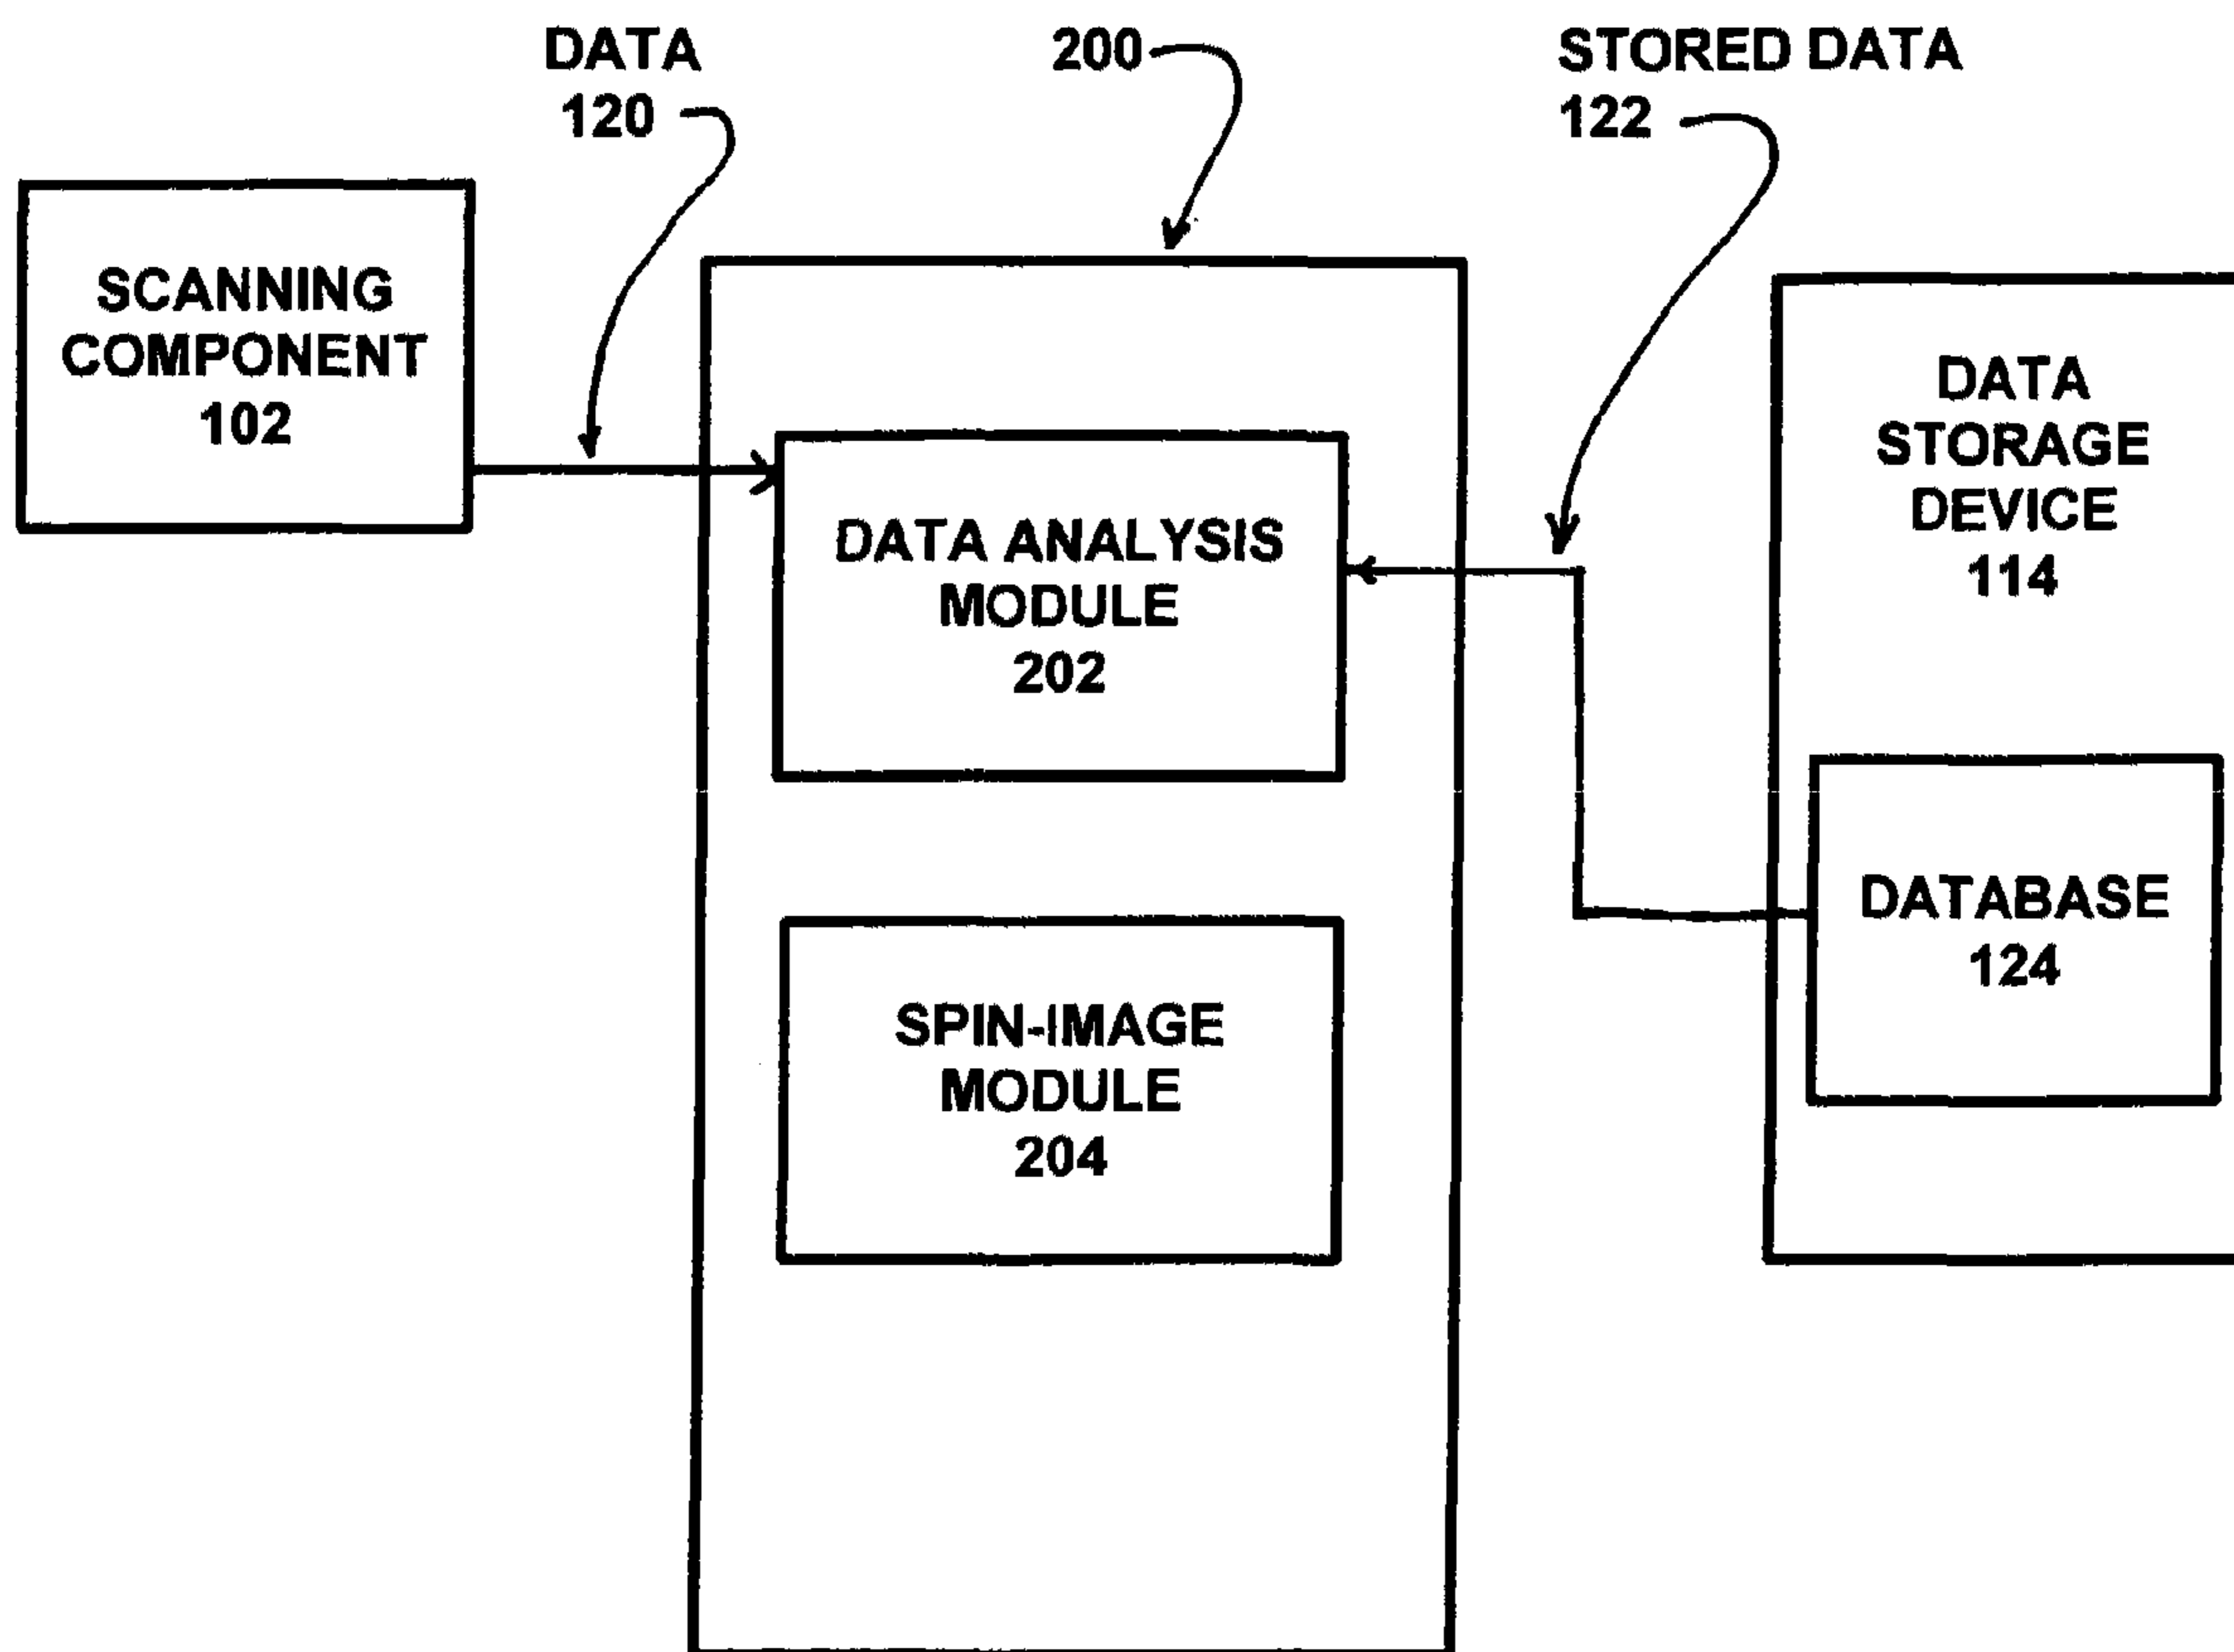 DATA
120
200
STORED DATA
122
SCANNING
COMPONENT
102
DATA
STORAGE
DEVICE
114
DATA ANALYSIS
MODULE
202
DATABASE
124
SPIN-IMAGE
MODULE
204